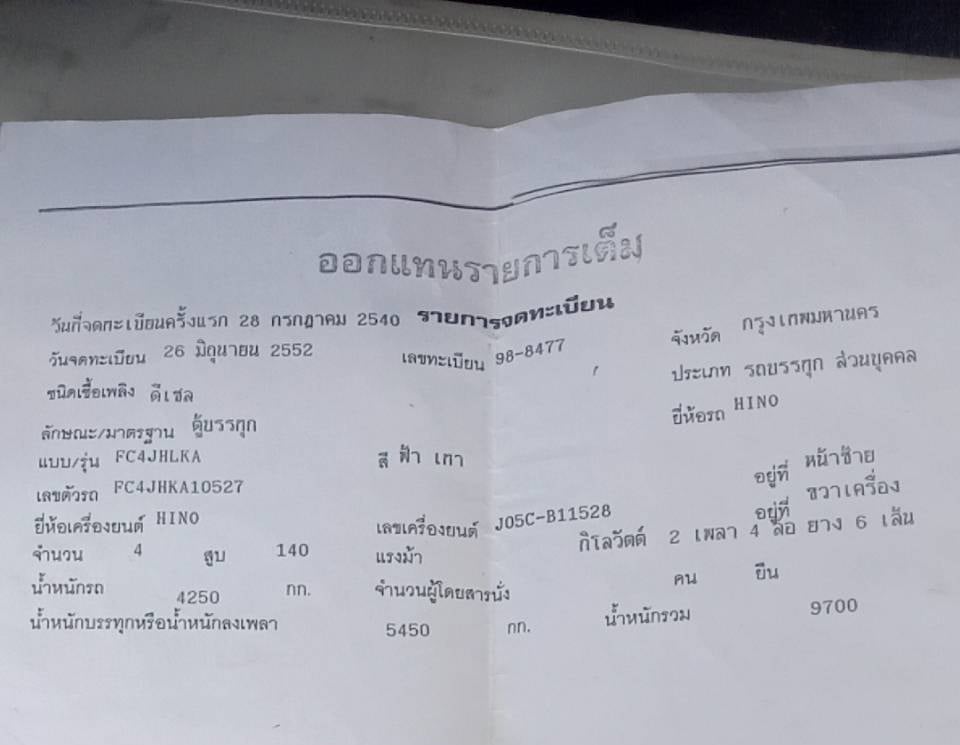 ออกแทนรายการเต็ม
รายการจดทะเบียน
วันที่จดทะเบียนครั้งแรก 28 กรกฎาคม 2540
วันจดทะเบียน 26 มิถุนายน 2552 เลขทะเบียน 98-8477 จังหวัด กรุงเทพมหานคร
ชนิดเชื้อเพลิง ดีเซล ประเภท รถบรรทุก ส่วนบุคคล
ลักษณะ/มาตรฐาน ตู้บรรทุก ยี่ห้อรถ HINO
แบบ/รุ่น FC4JHLKA สี ฟ้า เทา
เลขตัวรถ FC4JHKA10527 อยู่ที่ หน้าซ้าย
ยี่ห้อเครื่องยนต์ HINO เลขเครื่องยนต์ J05C-B11528 อยู่ที่ ขวาเครื่อง
จำนวน 4 สูบ 140 แรงม้า กิโลวัตต์ 2 เพลา 4 ล้อ ยาง 6 เส้น
น้ำหนักรถ 4250 กก. จำนวนผู้โดยสารนั่ง คน ยืน
น้ำหนักบรรทุกหรือน้ำหนักลงเพลา 5450 กก. น้ำหนักรวม 9700